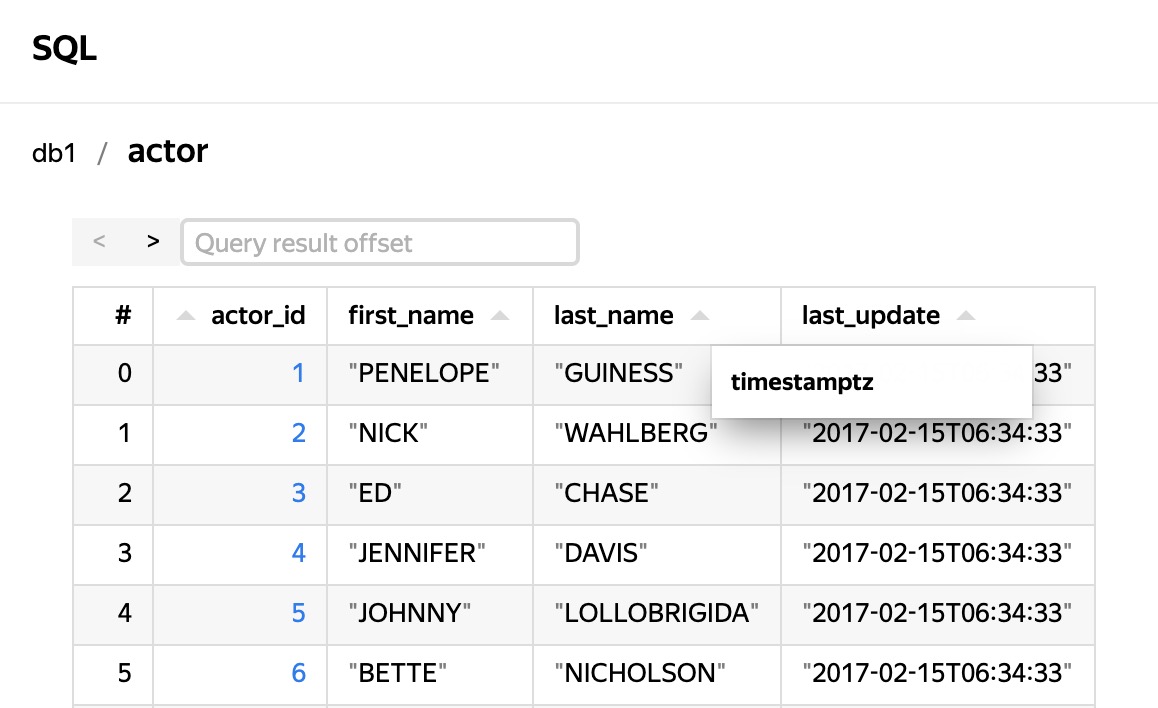 SQL
db1 / actor
< > Query result offset
# actor_id first_name last_name last_update
0 1 "PENELOPE" "GUINESS" 33"
timestamptz
1 2 "NICK" "WAHLBERG" "2017-02-15T06:34:33"
2 3 "ED" "CHASE" "2017-02-15T06:34:33"
3 4 "JENNIFER" "DAVIS" "2017-02-15T06:34:33"
4 5 "JOHNNY" "LOLLOBRIGIDA" "2017-02-15T06:34:33"
5 6 "BETTE" "NICHOLSON" "2017-02-15T06:34:33"